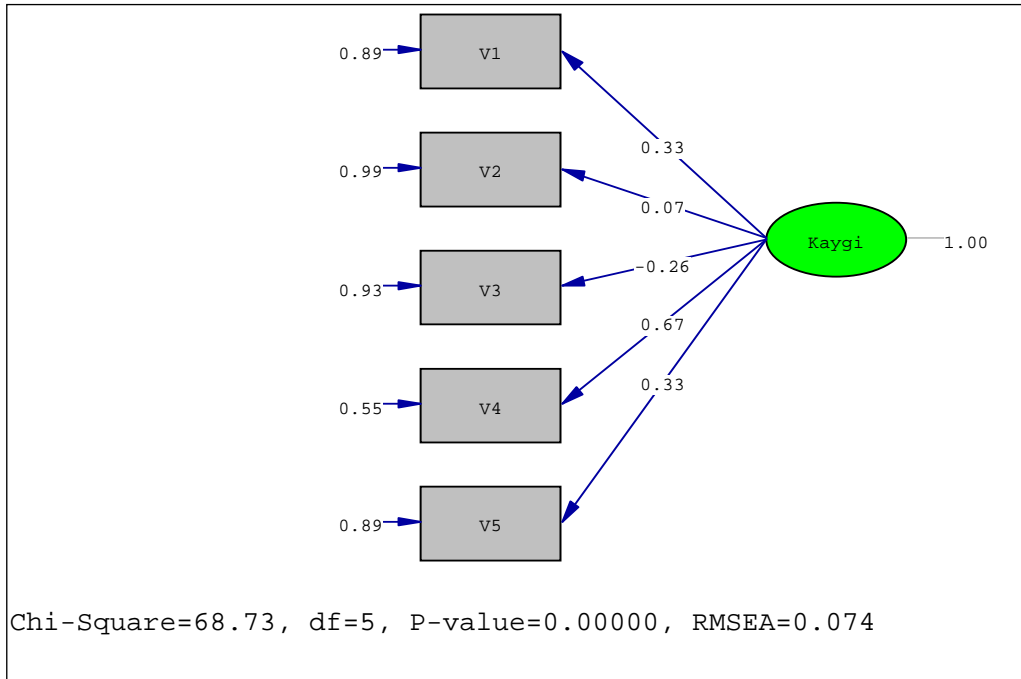 0.89 V1
0.33
0.99 V2
0.07
Kaygi 1.00
-0.26
0.93 V3
0.67
0.55 V4
0.33
0.89 V5
Chi-Square=68.73, df=5, P-value=0.00000, RMSEA=0.074